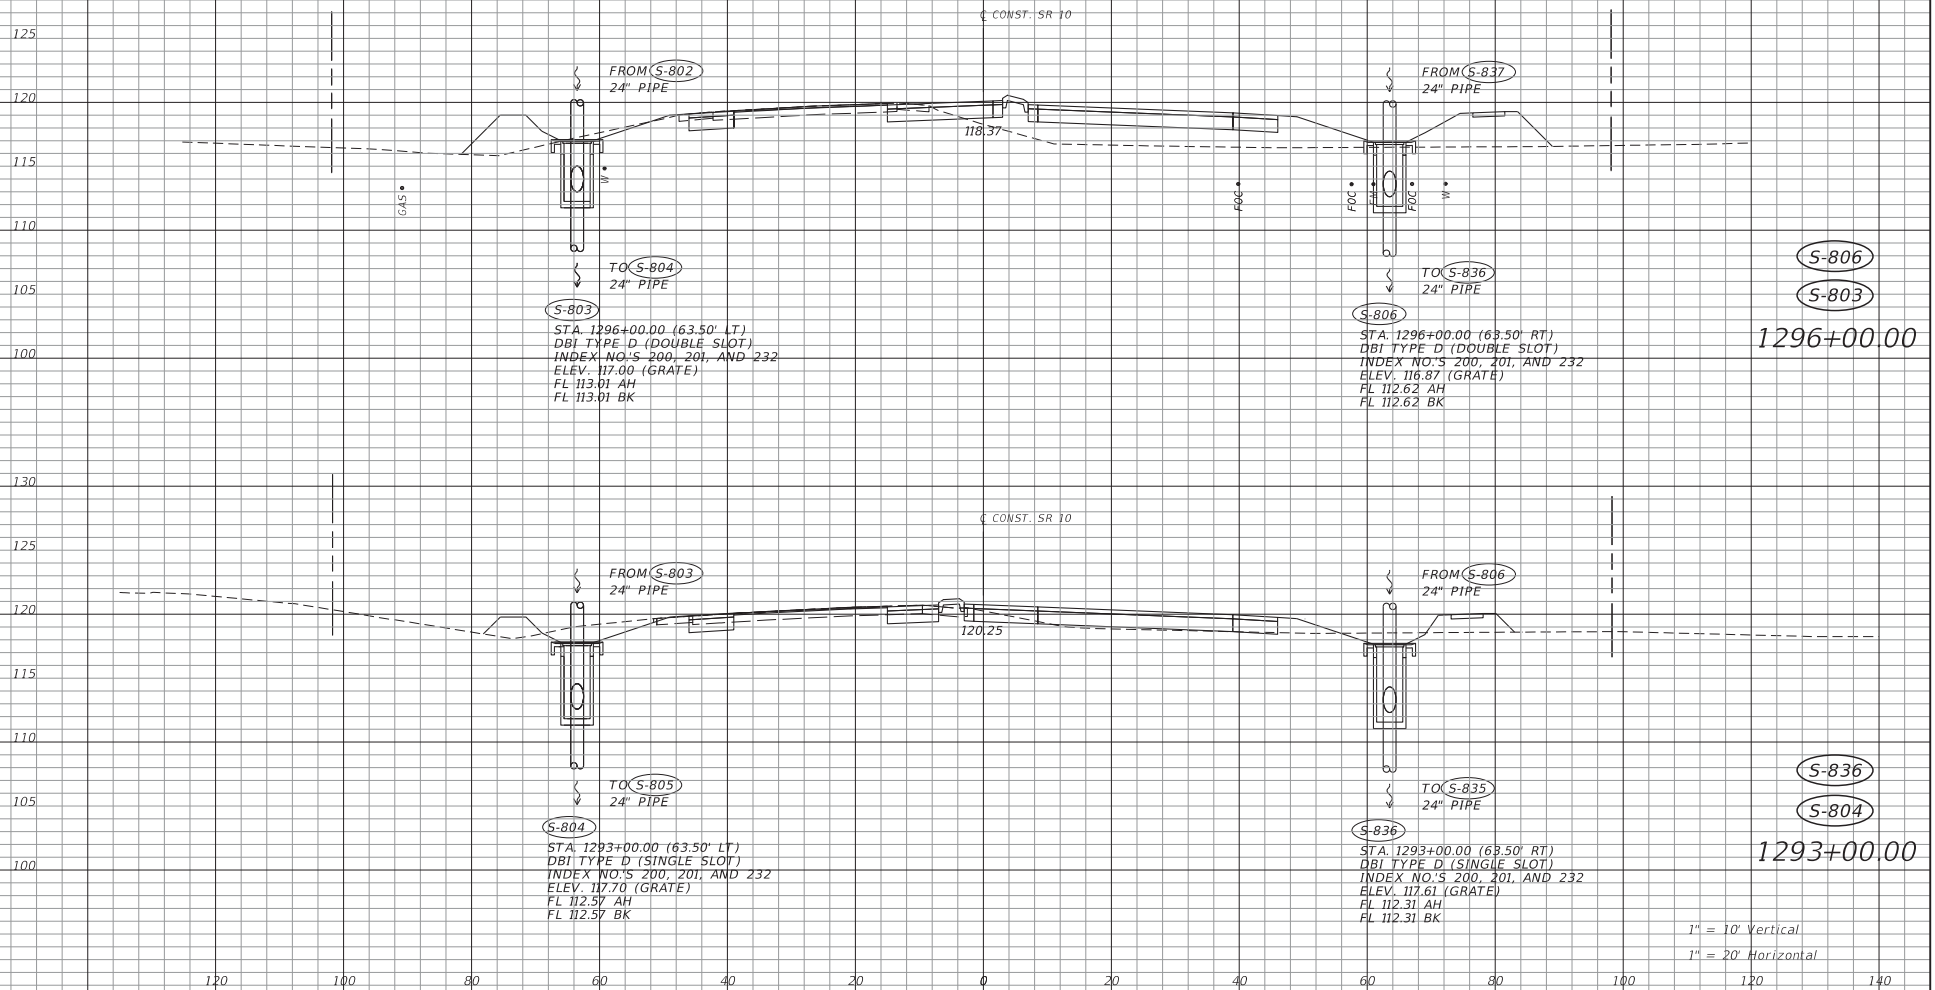 ℄ CONST. SR 10
125
120
115
110
105
100
FROM S-802
24" PIPE
FROM S-837
24" PIPE
118.37
GAS
W
FOC
FOC
FOC
W
TO S-804
24" PIPE
TO S-836
24" PIPE
S-803
STA. 1296+00.00 (63.50' LT)
DBI TYPE D (DOUBLE SLOT)
INDEX NO.'S 200, 201, AND 232
ELEV. 117.00 (GRATE)
FL 113.01 AH
FL 113.01 BK
S-806
STA. 1296+00.00 (63.50' RT)
DBI TYPE D (DOUBLE SLOT)
INDEX NO.'S 200, 201, AND 232
ELEV. 116.87 (GRATE)
FL 112.62 AH
FL 112.62 BK
S-806
S-803
1296+00.00
℄ CONST. SR 10
130
125
120
115
110
105
100
FROM S-803
24" PIPE
FROM S-806
24" PIPE
120.25
TO S-805
24" PIPE
TO S-835
24" PIPE
S-804
STA. 1293+00.00 (63.50' LT)
DBI TYPE D (SINGLE SLOT)
INDEX NO.'S 200, 201, AND 232
ELEV. 117.70 (GRATE)
FL 112.57 AH
FL 112.57 BK
S-836
STA. 1293+00.00 (63.50' RT)
DBI TYPE D (SINGLE SLOT)
INDEX NO.'S 200, 201, AND 232
ELEV. 117.61 (GRATE)
FL 112.31 AH
FL 112.31 BK
S-836
S-804
1293+00.00
1" = 10' Vertical
1" = 20' Horizontal
120 100 80 60 40 20 0 20 40 60 80 100 120 140